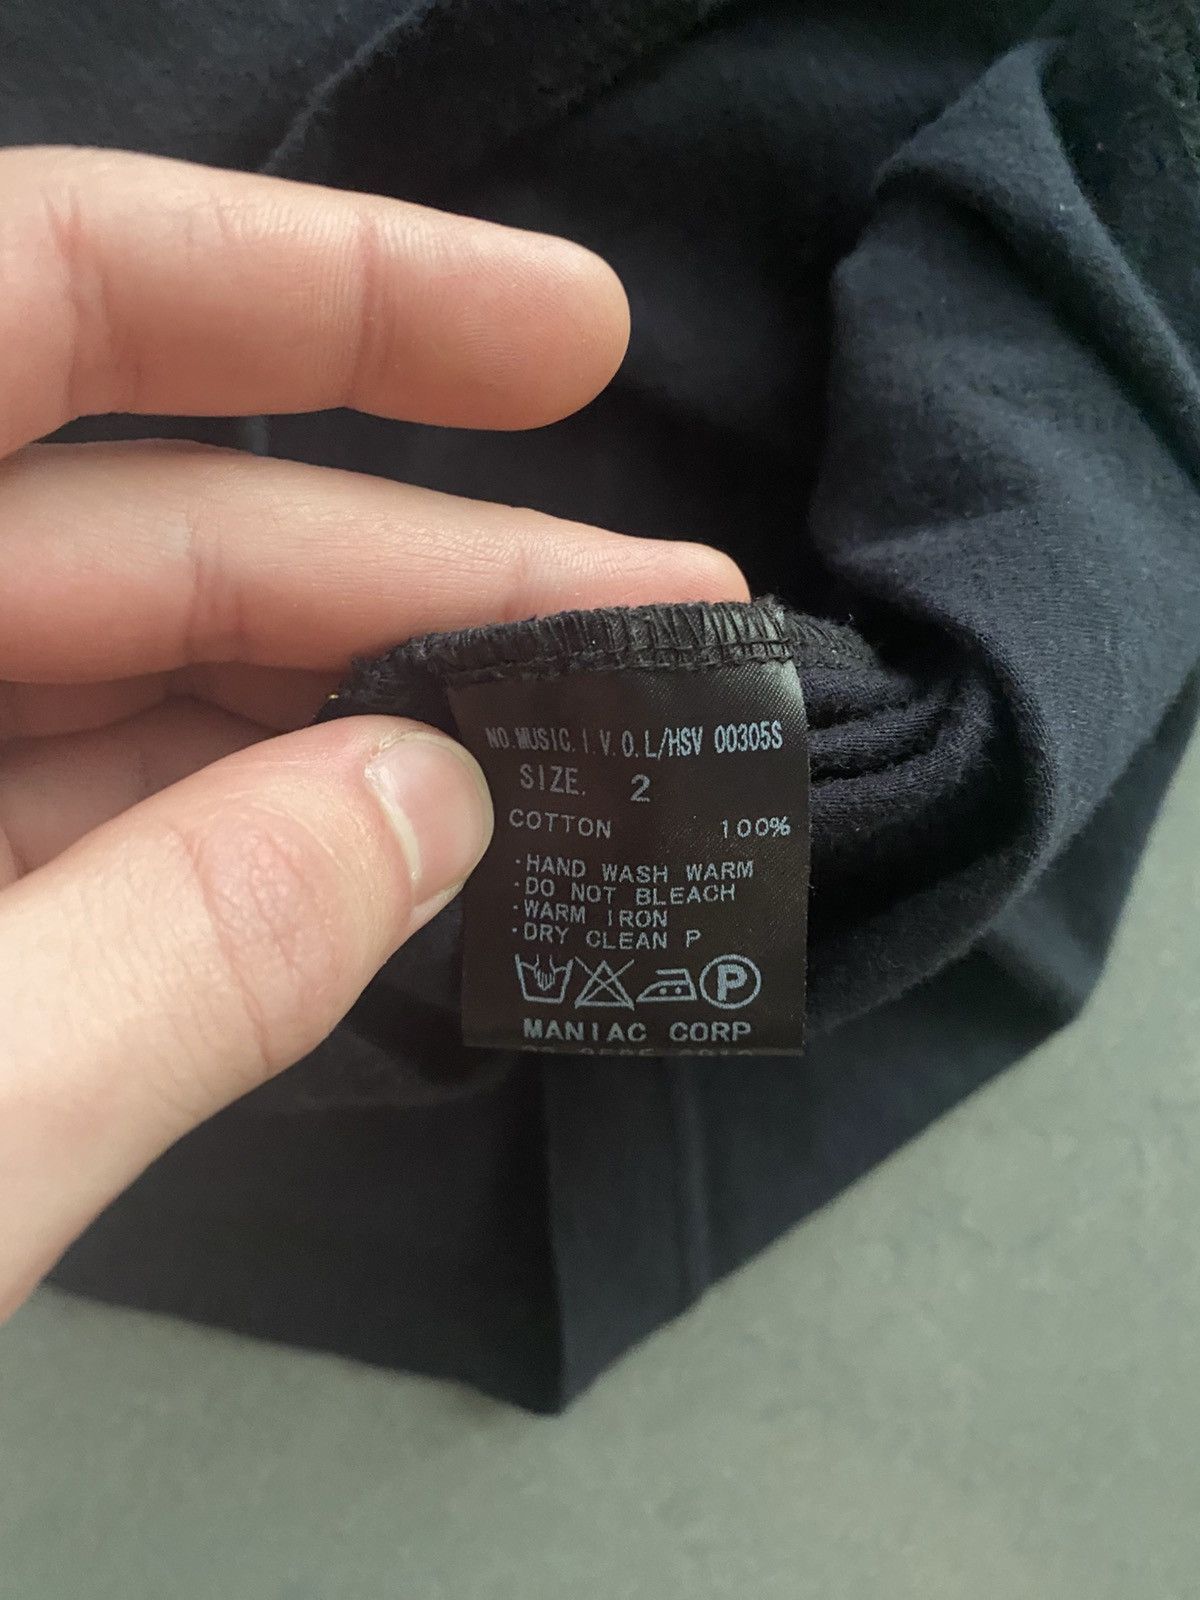 NO.MUSIC.I.V.O.L/HSV 00305S
SIZE. 2
COTTON 100%
·HAND WASH WARM
·DO NOT BLEACH
·WARM IRON
·DRY CLEAN P
P
MANIAC CORP